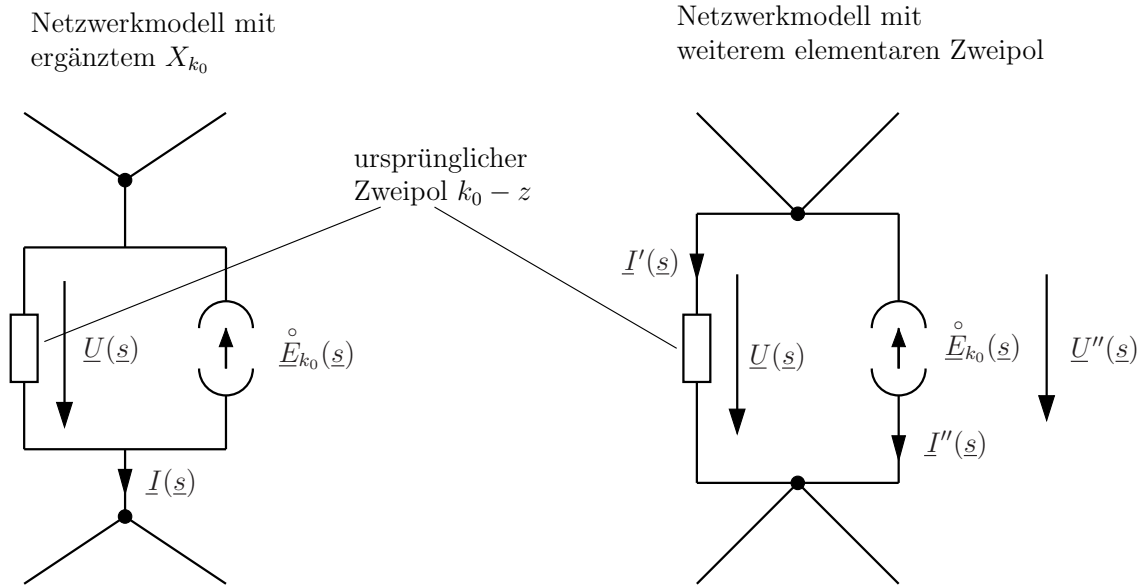 Netzwerkmodell mit
ergänztem X_{k_0}
Netzwerkmodell mit
weiterem elementaren Zweipol
ursprünglicher
Zweipol k_0 − z
U(s)
E̊_{k_0}(s)
I(s)
I′(s)
U(s)
E̊_{k_0}(s)
U″(s)
I″(s)